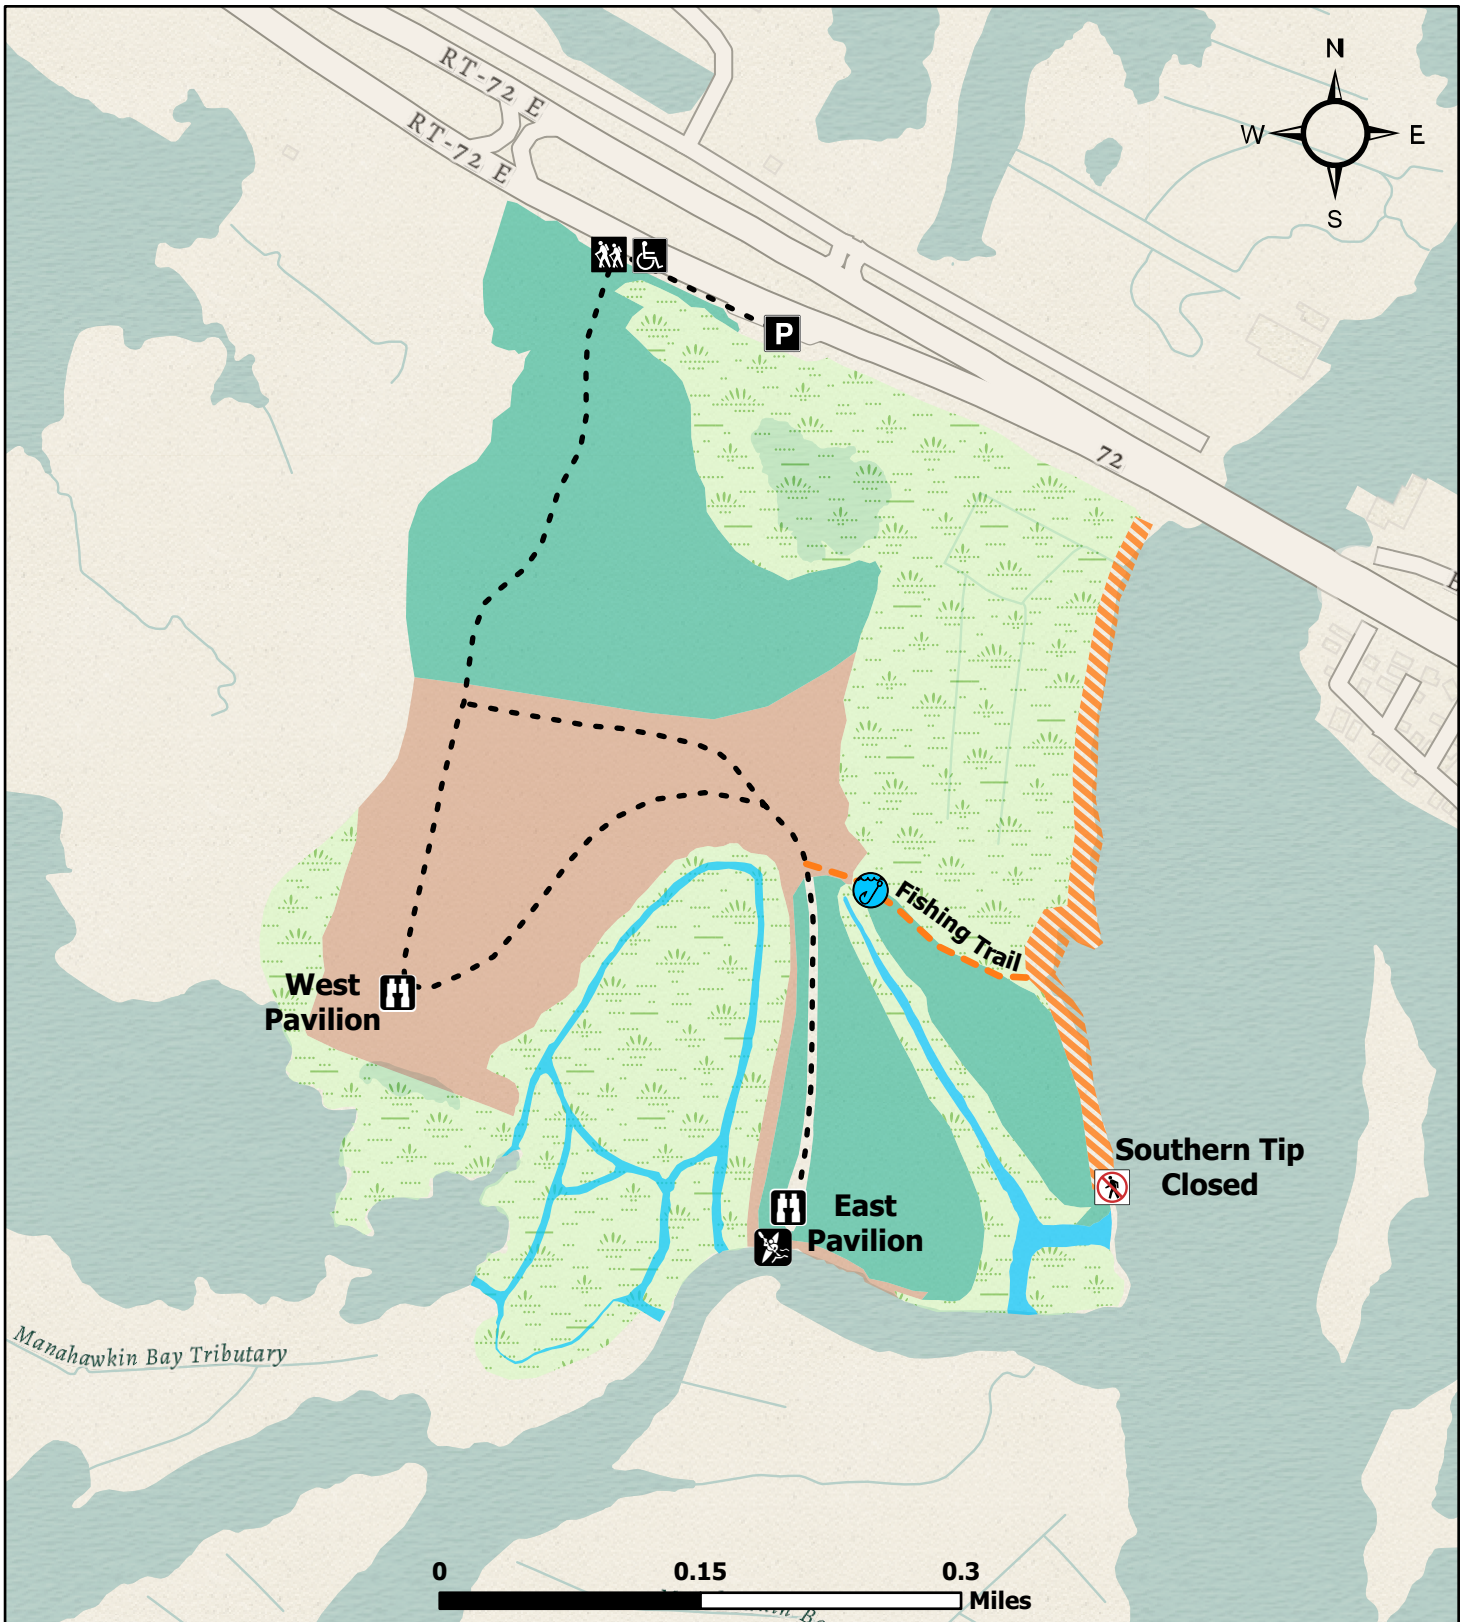 N
W E
S
RT-72 E
RT-72 E
I
P
72
Fishing Trail
West
Pavilion
Southern Tip
Closed
East
Pavilion
Manahawkin Bay Tributary
0 0.15 0.3
Miles